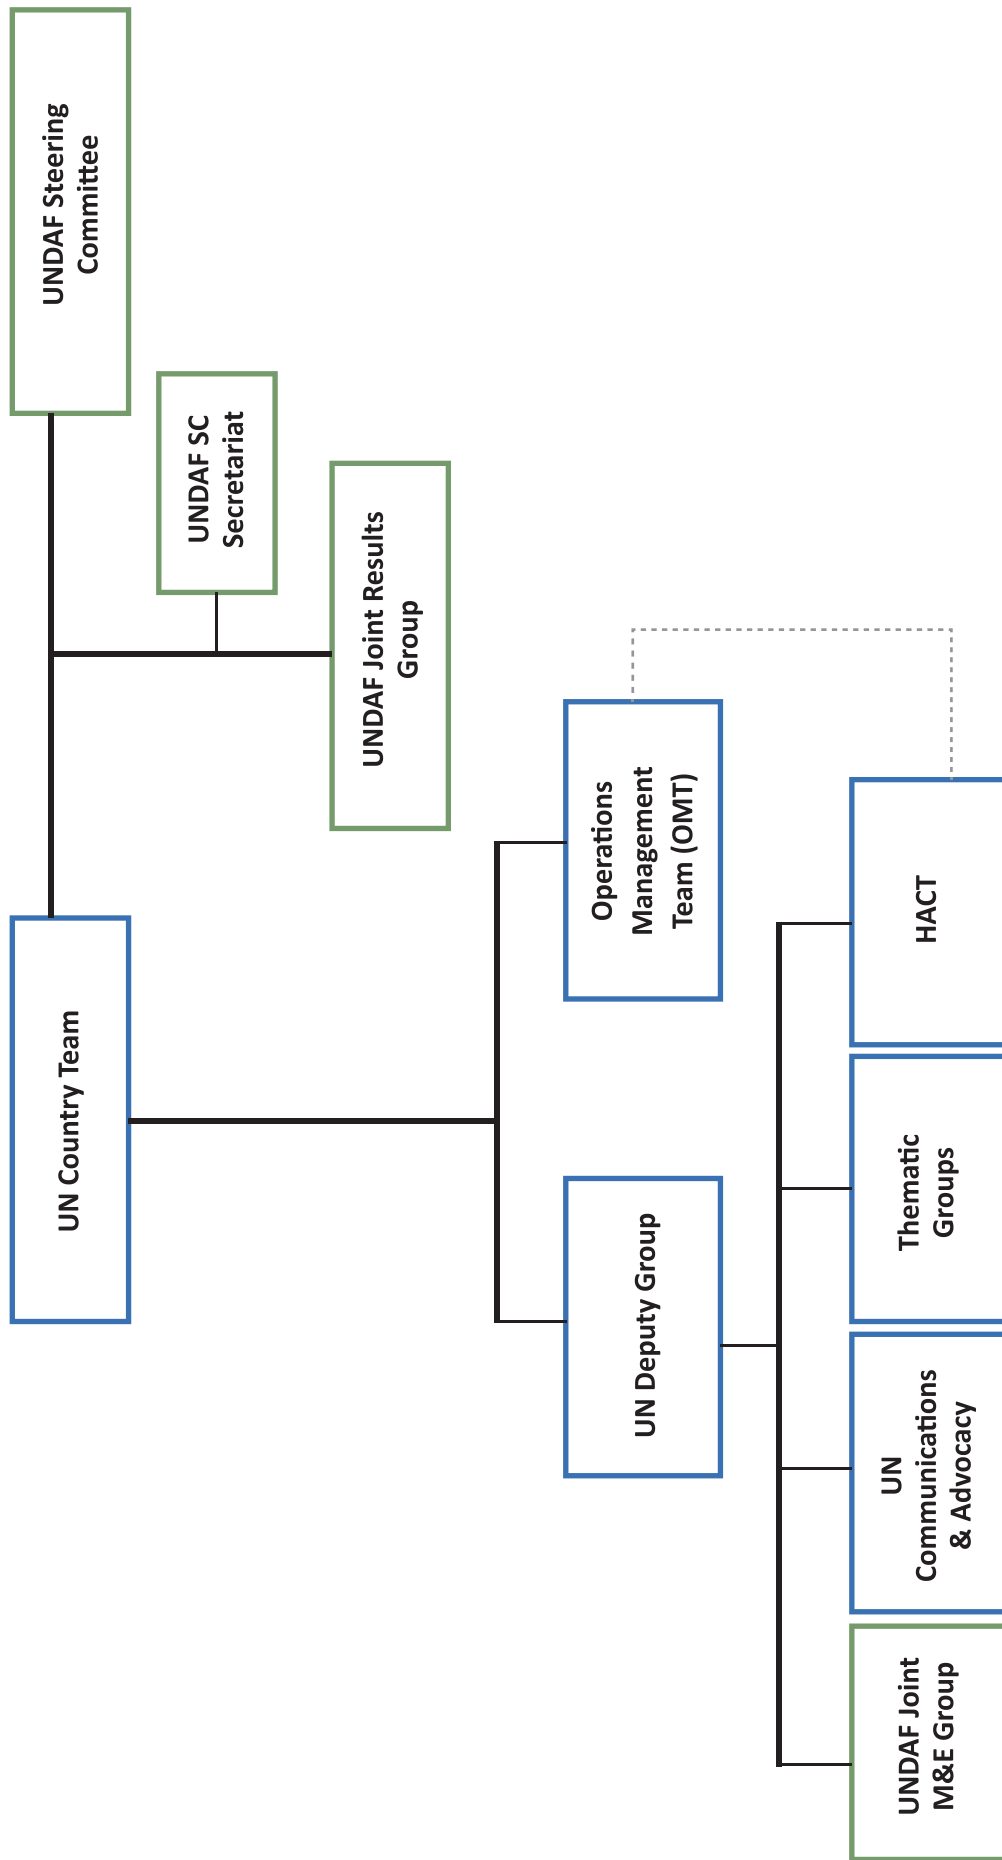 UN Country Team
UNDAF Steering
Committee
UNDAF SC
Secretariat
UNDAF Joint Results
Group
UN Deputy Group
Operations
Management
Team (OMT)
UNDAF Joint
M&E Group
UN
Communications
& Advocacy
Thematic
Groups
HACT